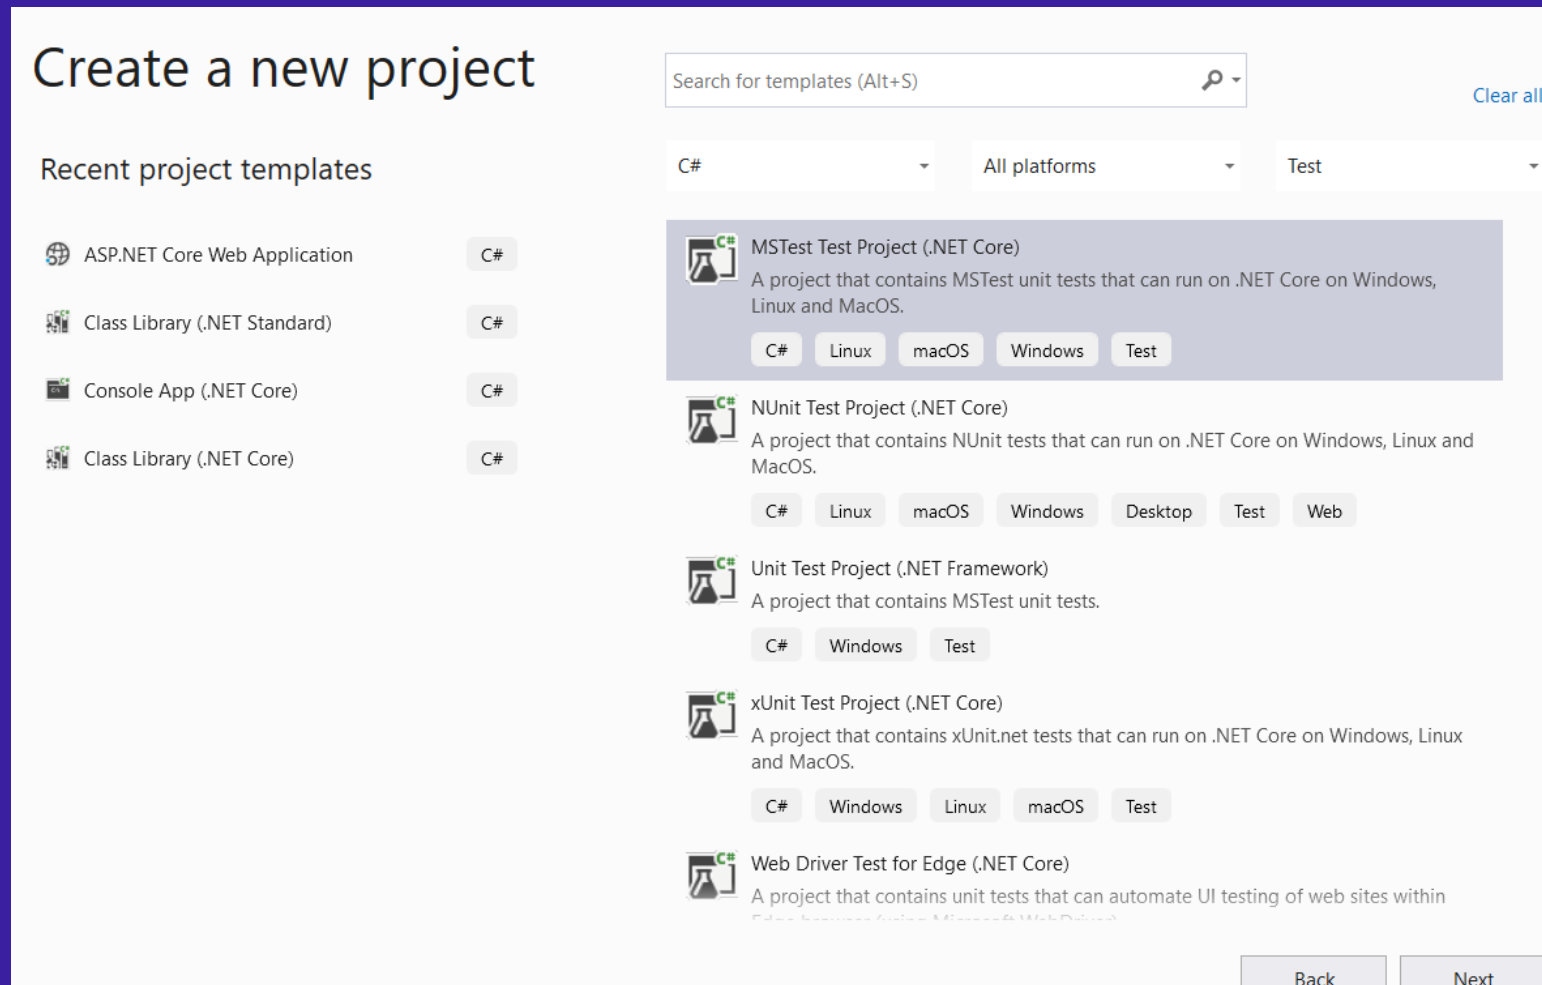 Create a new project
Search for templates (Alt+S)
Clear all
Recent project templates
C#
All platforms
Test
ASP.NET Core Web Application
C#
Class Library (.NET Standard)
C#
Console App (.NET Core)
C#
Class Library (.NET Core)
C#
MSTest Test Project (.NET Core)
A project that contains MSTest unit tests that can run on .NET Core on Windows,
Linux and MacOS.
C# Linux macOS Windows Test
NUnit Test Project (.NET Core)
A project that contains NUnit tests that can run on .NET Core on Windows, Linux and
MacOS.
C# Linux macOS Windows Desktop Test Web
Unit Test Project (.NET Framework)
A project that contains MSTest unit tests.
C# Windows Test
xUnit Test Project (.NET Core)
A project that contains xUnit.net tests that can run on .NET Core on Windows, Linux
and MacOS.
C# Windows Linux macOS Test
Web Driver Test for Edge (.NET Core)
A project that contains unit tests that can automate UI testing of web sites within
Edge browser (using Microsoft WebDriver).
Back
Next